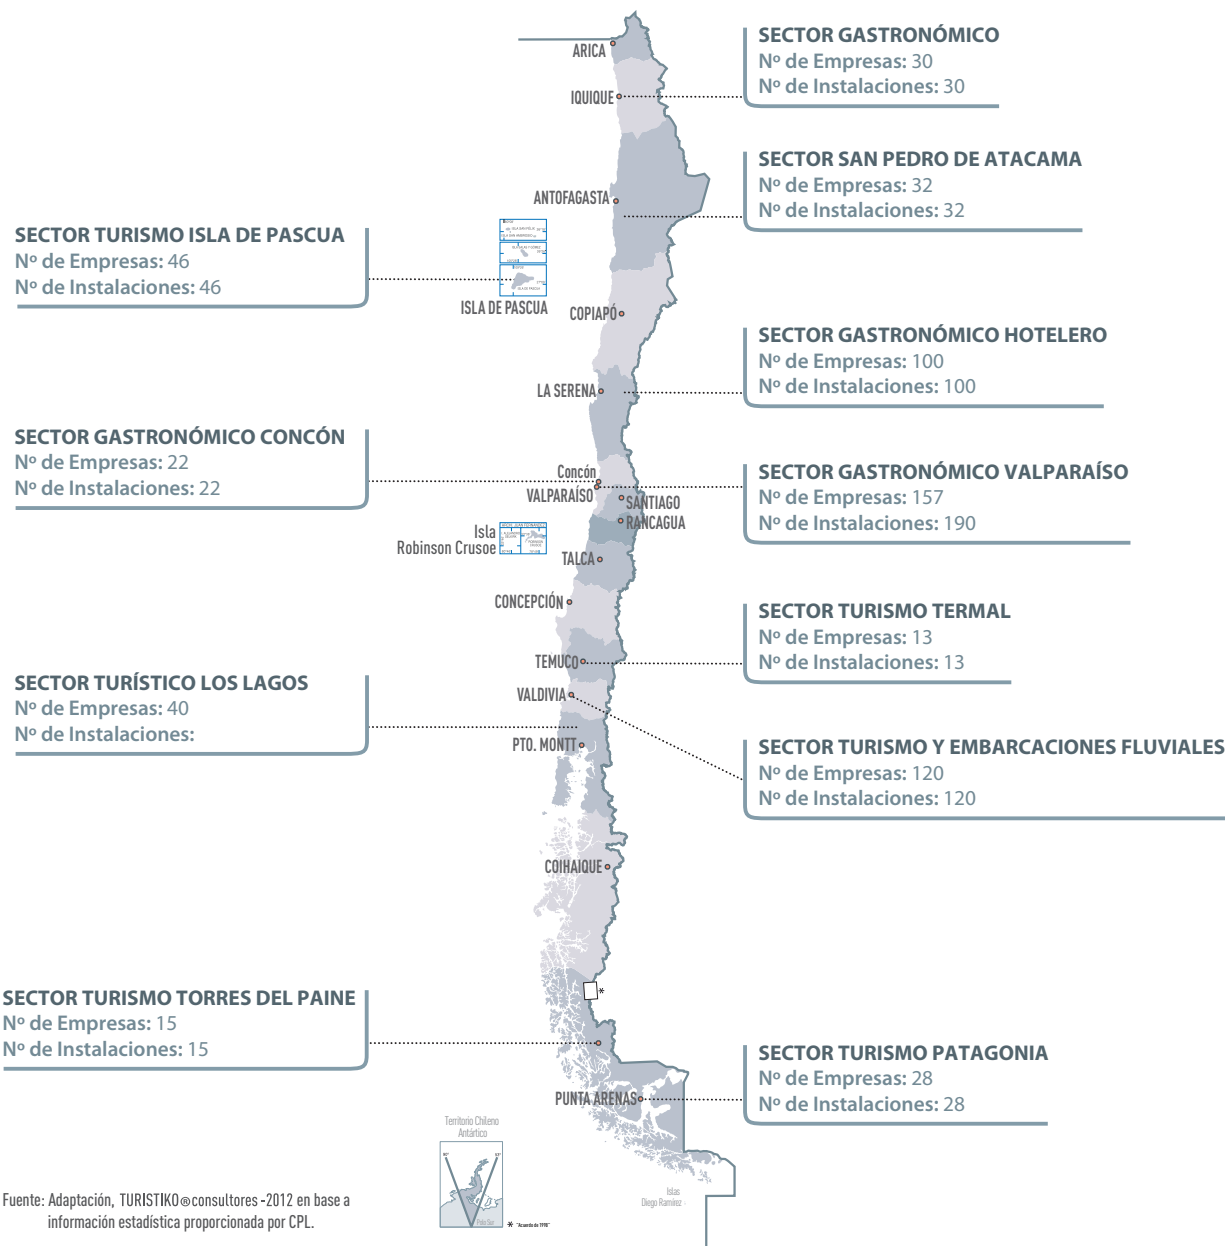 SECTOR GASTRONÓMICO
Nº de Empresas: 30
Nº de Instalaciones: 30
SECTOR SAN PEDRO DE ATACAMA
Nº de Empresas: 32
Nº de Instalaciones: 32
SECTOR TURISMO ISLA DE PASCUA
Nº de Empresas: 46
Nº de Instalaciones: 46
SECTOR GASTRONÓMICO HOTELERO
Nº de Empresas: 100
Nº de Instalaciones: 100
SECTOR GASTRONÓMICO CONCÓN
Nº de Empresas: 22
Nº de Instalaciones: 22
SECTOR GASTRONÓMICO VALPARAÍSO
Nº de Empresas: 157
Nº de Instalaciones: 190
SECTOR TURISMO TERMAL
Nº de Empresas: 13
Nº de Instalaciones: 13
SECTOR TURÍSTICO LOS LAGOS
Nº de Empresas: 40
Nº de Instalaciones:
SECTOR TURISMO Y EMBARCACIONES FLUVIALES
Nº de Empresas: 120
Nº de Instalaciones: 120
SECTOR TURISMO TORRES DEL PAINE
Nº de Empresas: 15
Nº de Instalaciones: 15
SECTOR TURISMO PATAGONIA
Nº de Empresas: 28
Nº de Instalaciones: 28
ARICA
IQUIQUE
ANTOFAGASTA
ISLA DE PASCUA
COPIAPÓ
LA SERENA
Concón
VALPARAÍSO
SANTIAGO
RANCAGUA
Isla
Robinson Crusoe
TALCA
CONCEPCIÓN
TEMUCO
VALDIVIA
PTO. MONTT
COIHAIQUE
*
PUNTA ARENAS
Territorio Chileno
Antártico
90°
53°
Polo Sur
* "Acuerdo de 1998"
Islas
Diego Ramírez
Fuente: Adaptación, TURISTIKO®consultores -2012 en base a
información estadística proporcionada por CPL.